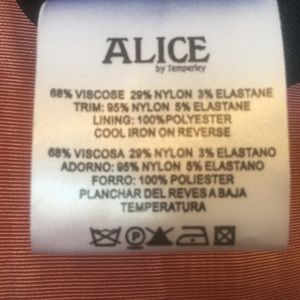 ALICE
by Temperley
68% VISCOSE 29% NYLON 3% ELASTANE
TRIM: 95% NYLON 5% ELASTANE
LINING: 100%POLYESTER
COOL IRON ON REVERSE
68% VISCOSA 29% NYLON 3% ELASTANO
ADORNO: 95% NYLON 5% ELASTANO
FORRO: 100% POLIESTER
PLANCHAR DEL REVES A BAJA
TEMPERATURA
P